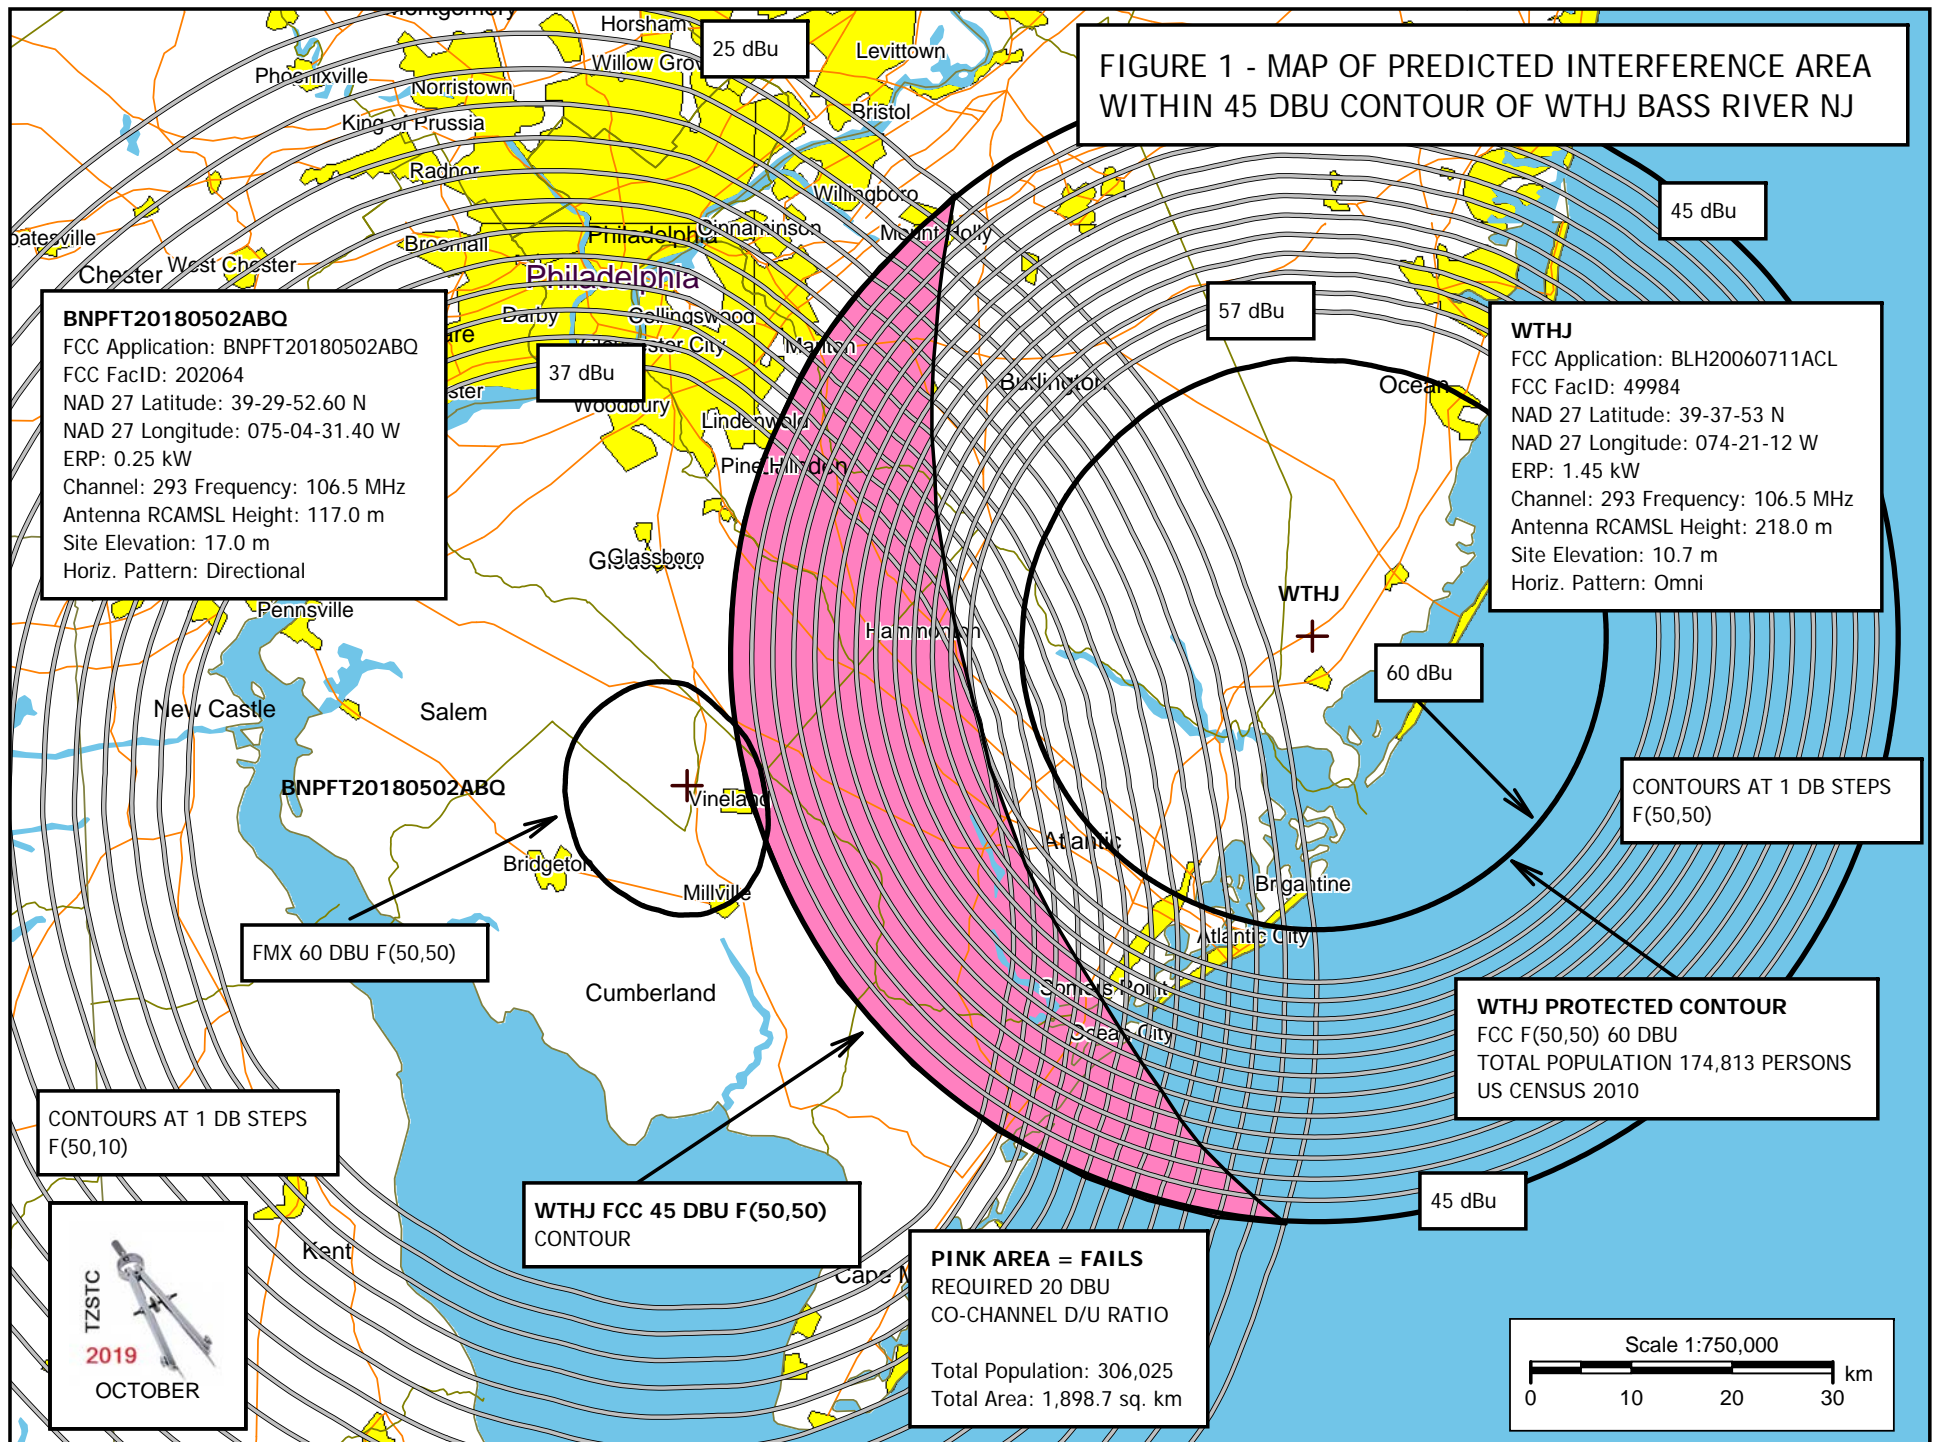 Horsham
25 dBu
Levittown
Willow Gro
Phoenixville
Norristown
FIGURE 1 - MAP OF PREDICTED INTERFERENCE AREA
WITHIN 45 DBU CONTOUR OF WTHJ BASS RIVER NJ
King of Prussia
Bristol
Radnor
Willingboro
45 dBu
Broomall
Philadelphia
Cinnaminson
Mount Holly
oatesville
Chester
West Chester
Philadelphia
Darby
Collingswood
57 dBu
BNPFT20180502ABQ
FCC Application: BNPFT20180502ABQ
FCC FacID: 202064
NAD 27 Latitude: 39-29-52.60 N
NAD 27 Longitude: 075-04-31.40 W
ERP: 0.25 kW
Channel: 293 Frequency: 106.5 MHz
Antenna RCAMSL Height: 117.0 m
Site Elevation: 17.0 m
Horiz. Pattern: Directional
are
ster City
Marlton
37 dBu
ster
Woodbury
Burlington
Ocean
Lindenwold
WTHJ
FCC Application: BLH20060711ACL
FCC FacID: 49984
NAD 27 Latitude: 39-37-53 N
NAD 27 Longitude: 074-21-12 W
ERP: 1.45 kW
Channel: 293 Frequency: 106.5 MHz
Antenna RCAMSL Height: 218.0 m
Site Elevation: 10.7 m
Horiz. Pattern: Omni
Pine Hill
Glassboro
Pennsville
WTHJ
Hammonton
60 dBu
New Castle
Salem
BNPFT20180502ABQ
Vineland
CONTOURS AT 1 DB STEPS
F(50,50)
Atlantic
Bridgeton
Millville
Brigantine
Atlantic City
FMX 60 DBU F(50,50)
Cumberland
Somers Point
Ocean City
WTHJ PROTECTED CONTOUR
FCC F(50,50) 60 DBU
TOTAL POPULATION 174,813 PERSONS
US CENSUS 2010
CONTOURS AT 1 DB STEPS
F(50,10)
WTHJ FCC 45 DBU F(50,50)
CONTOUR
45 dBu
Kent
Cape M
PINK AREA = FAILS
REQUIRED 20 DBU
CO-CHANNEL D/U RATIO
Total Population: 306,025
Total Area: 1,898.7 sq. km
TZSTC
2019
OCTOBER
Scale 1:750,000
km
0 10 20 30